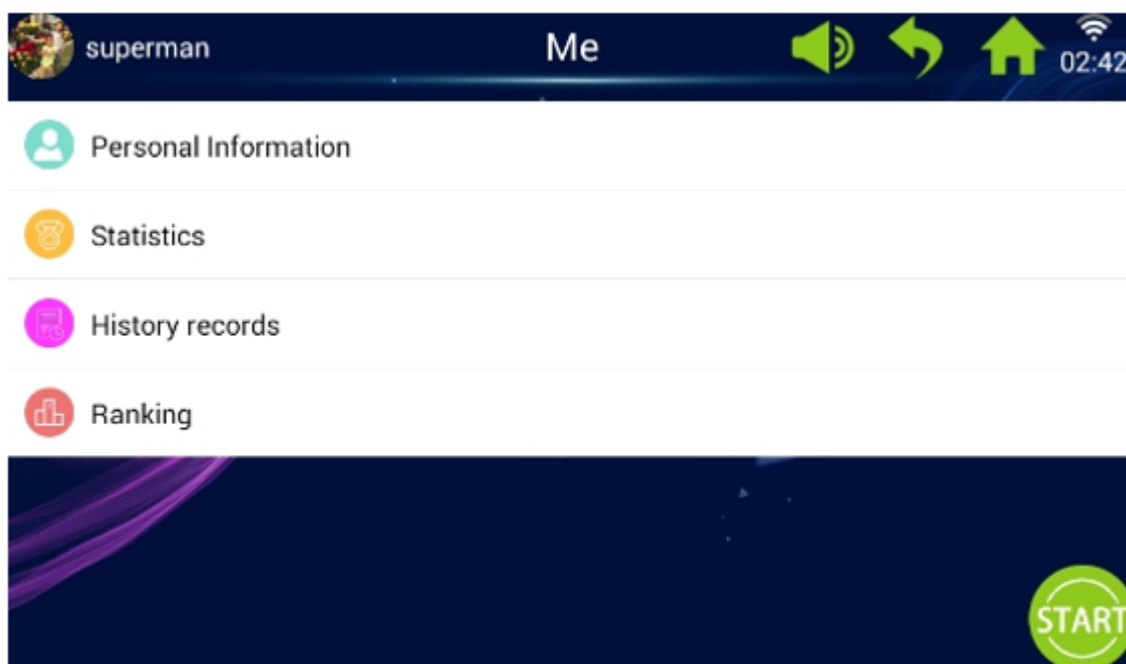 superman
Me
02:42
Personal Information
Statistics
History records
Ranking
START